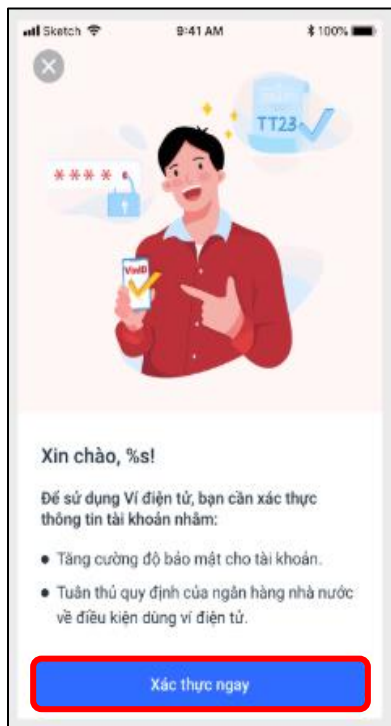 Sketch 9:41 AM 100%
TT23
****
VinID
Xin chào, %s!
Để sử dụng Ví điện tử, bạn cần xác thực
thông tin tài khoản nhằm:
Tăng cường độ bảo mật cho tài khoản.
Tuân thủ quy định của ngân hàng nhà nước
về điều kiện dùng ví điện tử.
Xác thực ngay